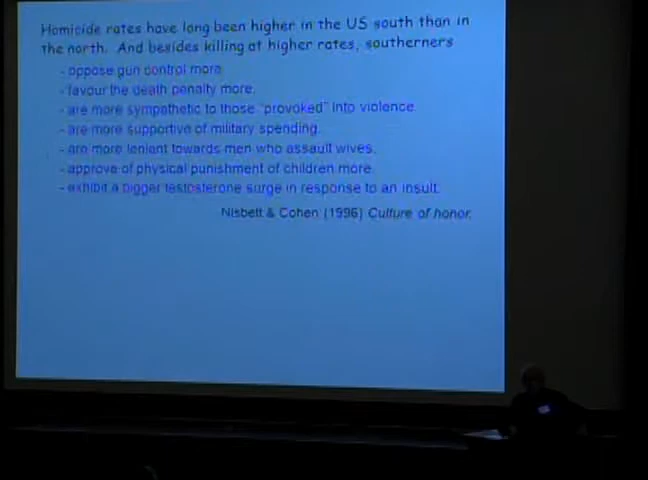 Homicide rates have long been higher in the US south than in
the north. And besides killing at higher rates, southerners
- oppose gun control more
- favour the death penalty more.
- are more sympathetic to those "provoked" into violence.
- are more supportive of military spending.
- are more lenient towards men who assault wives.
- approve of physical punishment of children more.
- exhibit a bigger testosterone surge in response to an insult.
Nisbett & Cohen (1996) Culture of honor.